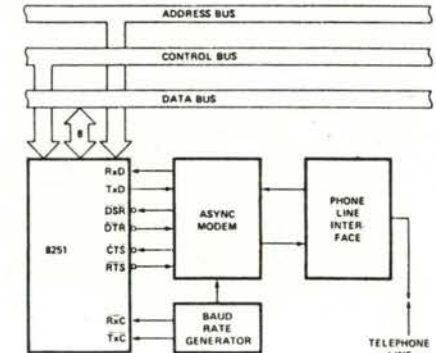 ADDRESS BUS
CONTROL BUS
DATA BUS
8
8251
RxD
TxD
DSR
DTR
CTS
RTS
RxC
TxC
ASYNC
MODEM
BAUD
RATE
GENERATOR
PHONE
LINE
INTER-
FACE
TELEPHONE
LINE